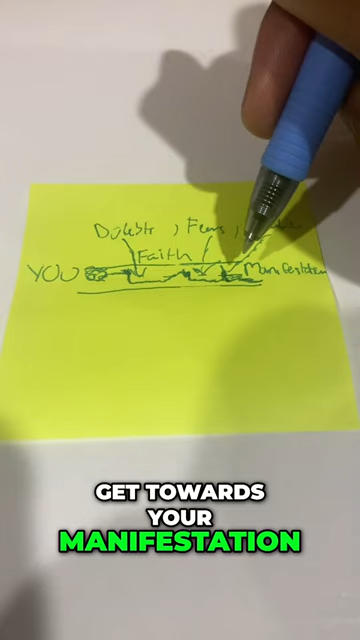 Doubts , Fears ,
Faith
YOU Manifestation
GET TOWARDS
YOUR
MANIFESTATION